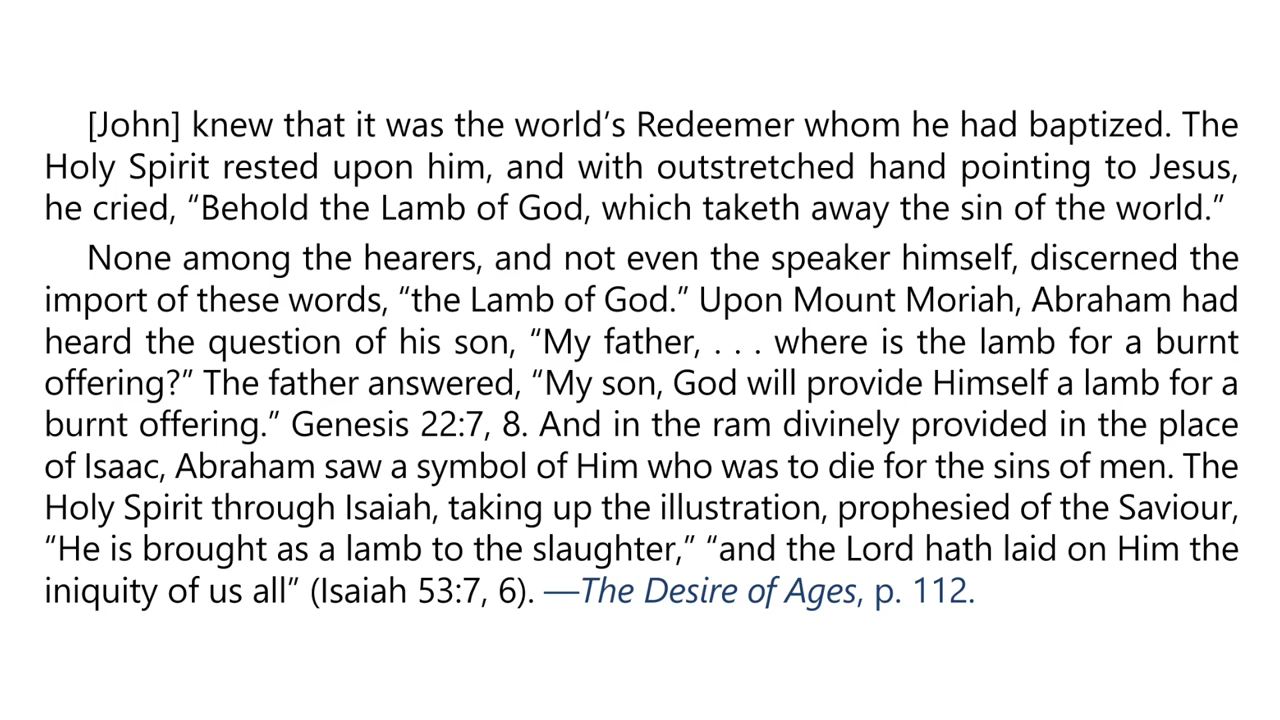 [John] knew that it was the world’s Redeemer whom he had baptized. The
Holy Spirit rested upon him, and with outstretched hand pointing to Jesus,
he cried, “Behold the Lamb of God, which taketh away the sin of the world.”
None among the hearers, and not even the speaker himself, discerned the
import of these words, “the Lamb of God.” Upon Mount Moriah, Abraham had
heard the question of his son, “My father, . . . where is the lamb for a burnt
offering?” The father answered, “My son, God will provide Himself a lamb for a
burnt offering.” Genesis 22:7, 8. And in the ram divinely provided in the place
of Isaac, Abraham saw a symbol of Him who was to die for the sins of men. The
Holy Spirit through Isaiah, taking up the illustration, prophesied of the Saviour,
“He is brought as a lamb to the slaughter,” “and the Lord hath laid on Him the
iniquity of us all” (Isaiah 53:7, 6). —The Desire of Ages, p. 112.